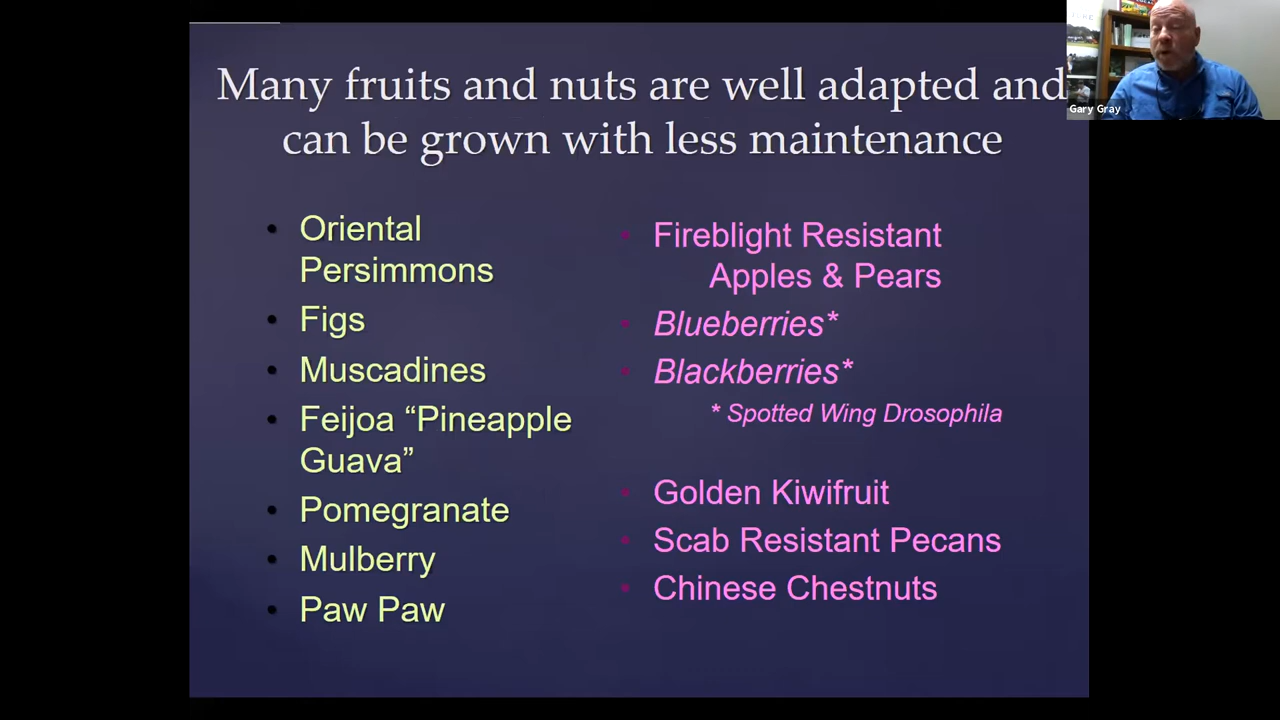 Many fruits and nuts are well adapted and
can be grown with less maintenance
• Oriental
Persimmons
• Figs
• Muscadines
• Feijoa “Pineapple
Guava”
• Pomegranate
• Mulberry
• Paw Paw
• Fireblight Resistant
Apples & Pears
• Blueberries*
• Blackberries*
* Spotted Wing Drosophila
• Golden Kiwifruit
• Scab Resistant Pecans
• Chinese Chestnuts
Gary Gray